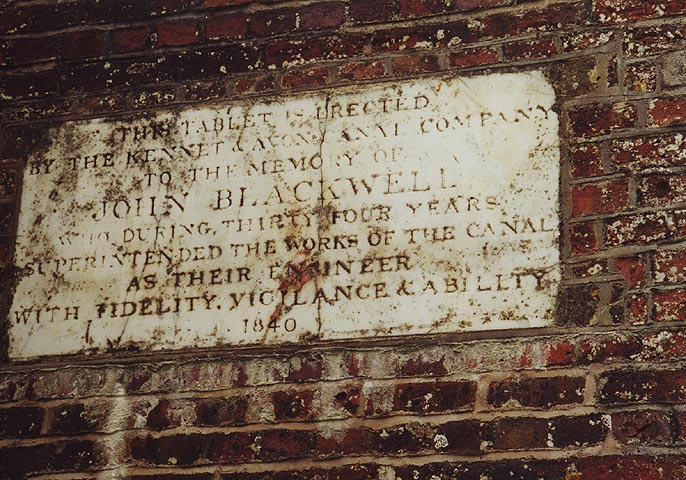 THIS TABLET IS ERECTED
BY THE KENNET & AVON CANAL COMPANY
TO THE MEMORY OF
JOHN BLACKWELL
WHO DURING, THIRTY FOUR YEARS
SUPERINTENDED THE WORKS OF THE CANAL
AS THEIR ENGINEER
WITH FIDELITY, VIGILANCE & ABILITY
1840